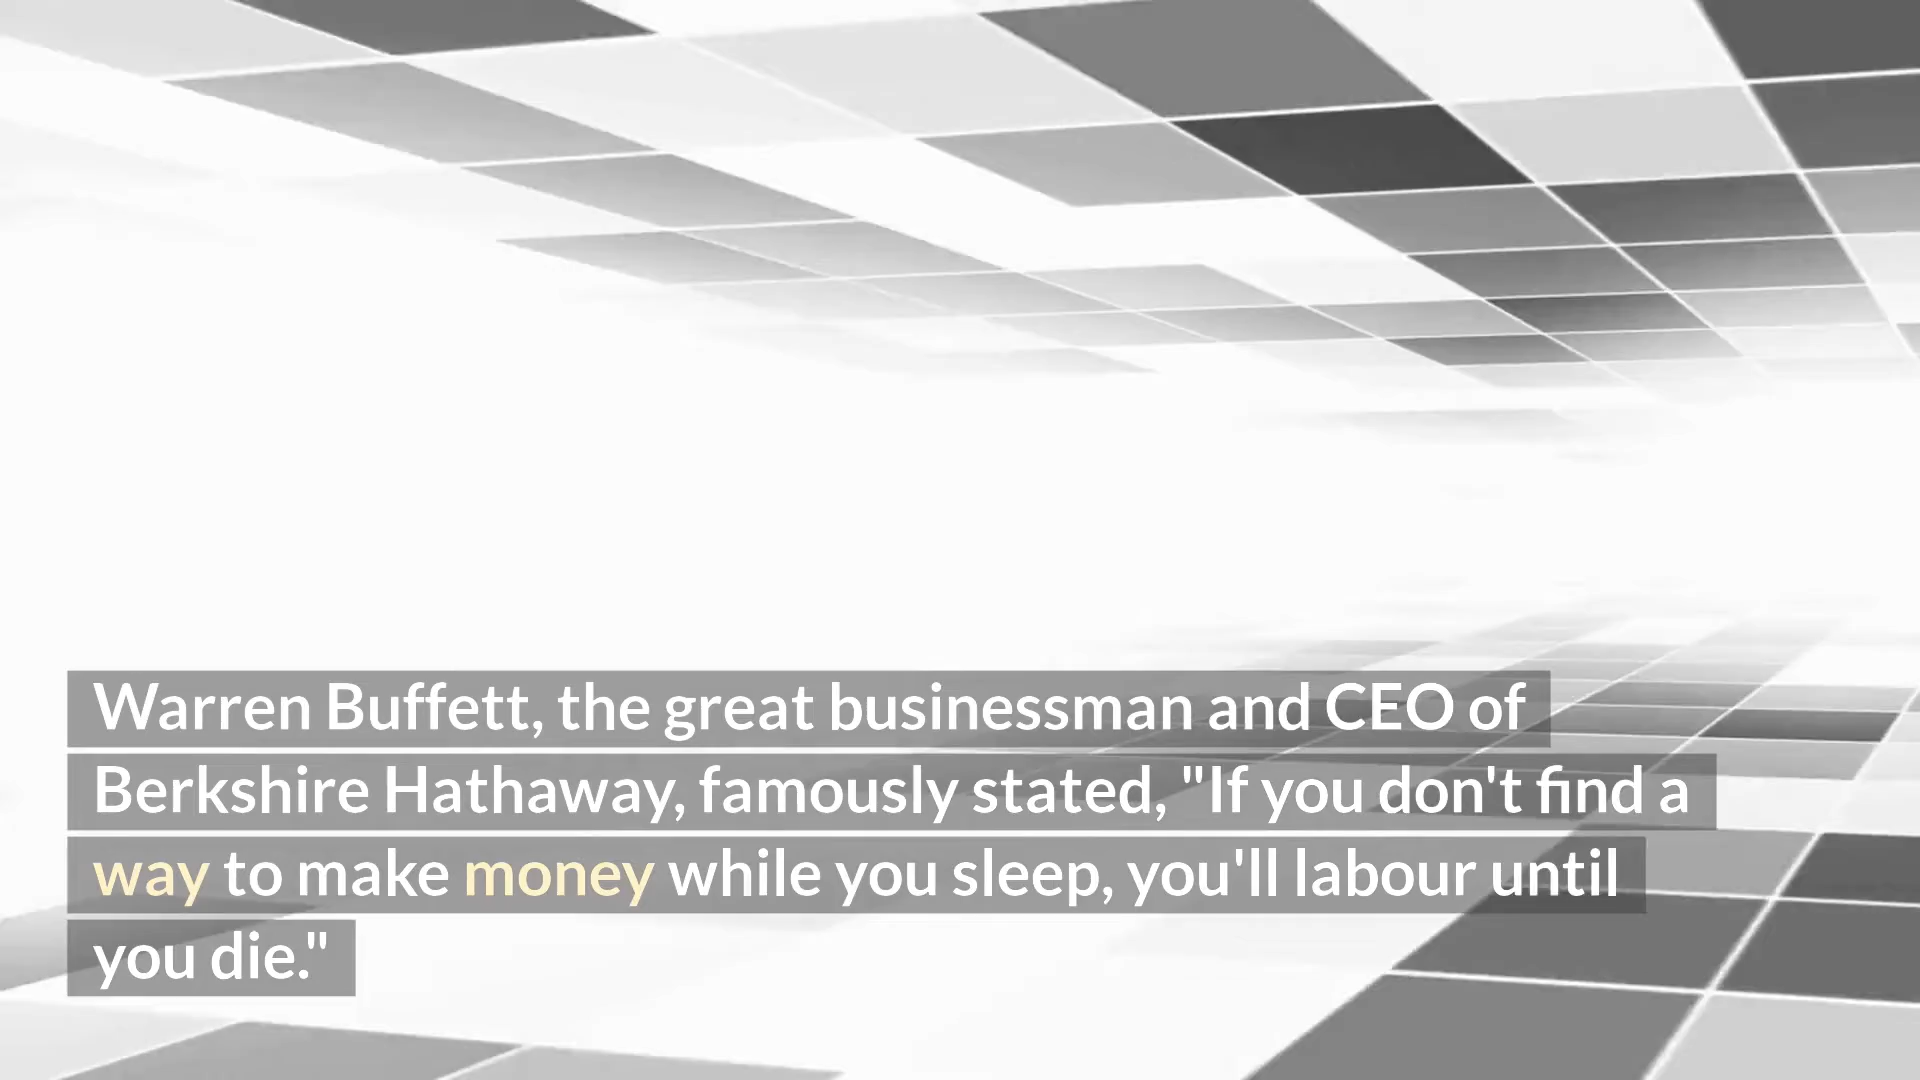 Warren Buffett, the great businessman and CEO of
Berkshire Hathaway, famously stated, "If you don't find a
way to make money while you sleep, you'll labour until
you die."